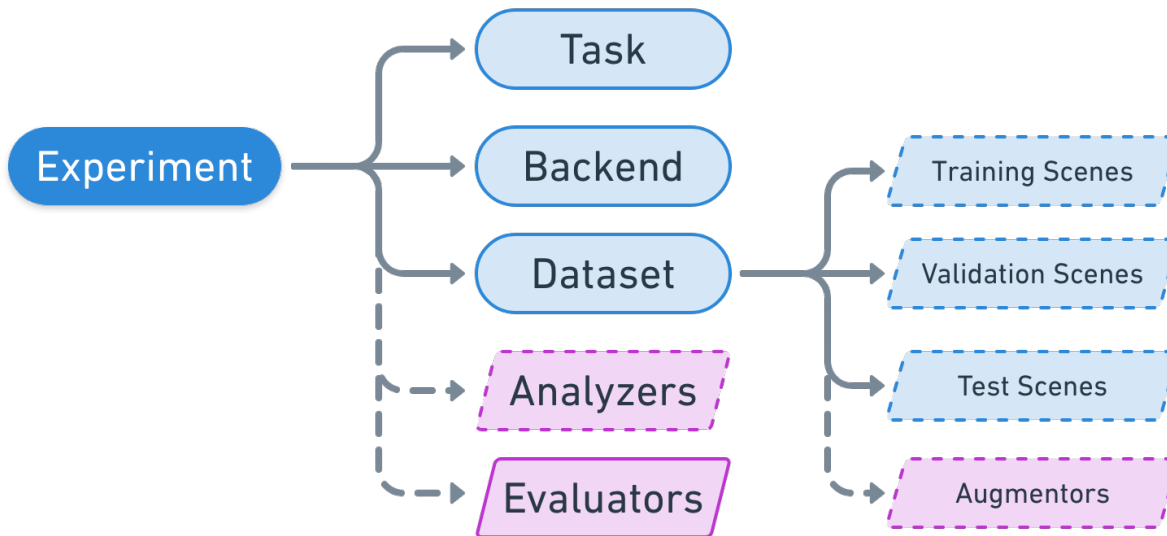 Experiment
Task
Backend
Dataset
Analyzers
Evaluators
Training Scenes
Validation Scenes
Test Scenes
Augmentors